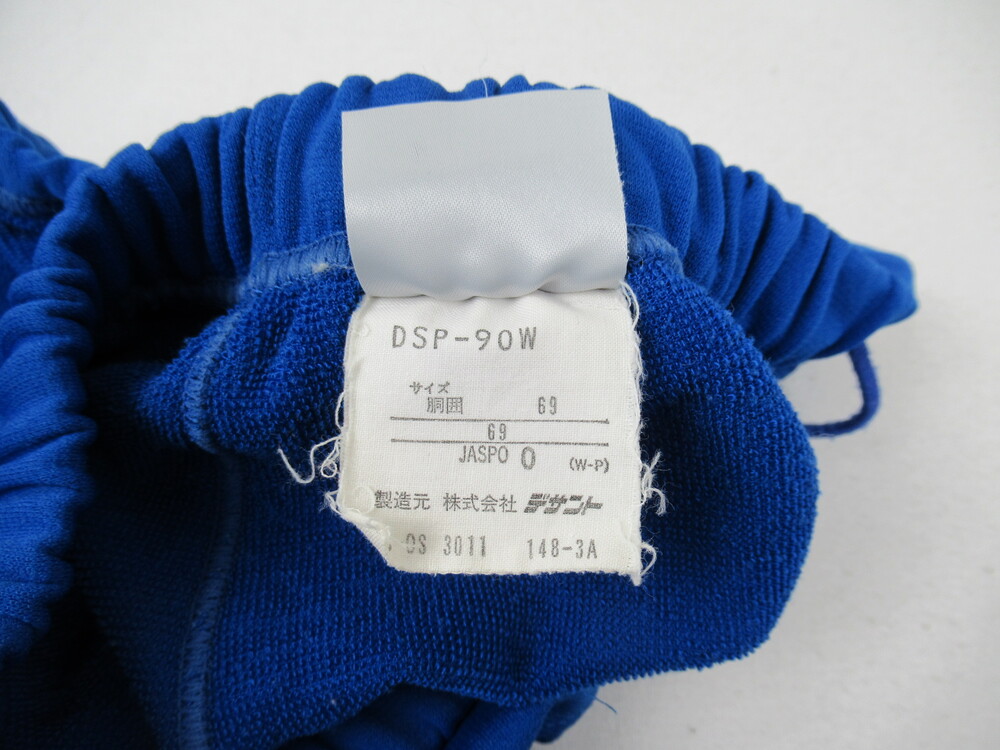 DSP-90W
サイズ
胴囲 69
69
JASPO O (W-P)
製造元 株式会社 デサント
OS 3011 148-3A